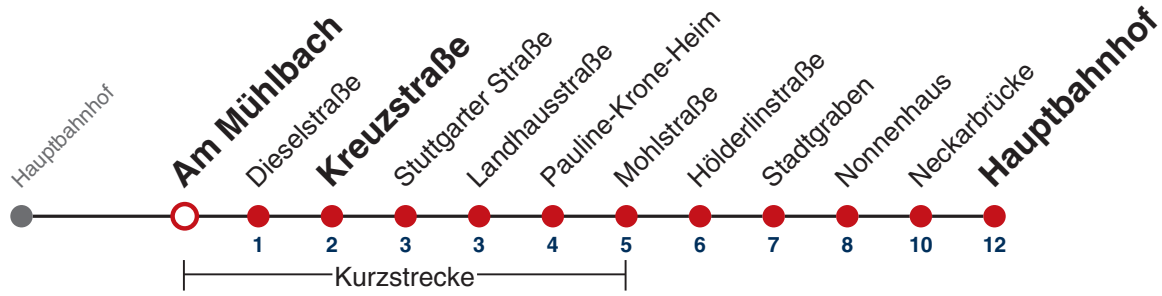 Hauptbahnhof
Am Mühlbach
Dieselstraße
Kreuzstraße
Stuttgarter Straße
Landhausstraße
Pauline-Krone-Heim
Mohlstraße
Hölderlinstraße
Stadtgraben
Nonnenhaus
Neckarbrücke
Hauptbahnhof
1 2 3 3 4 5 6 7 8 10 12
Kurzstrecke